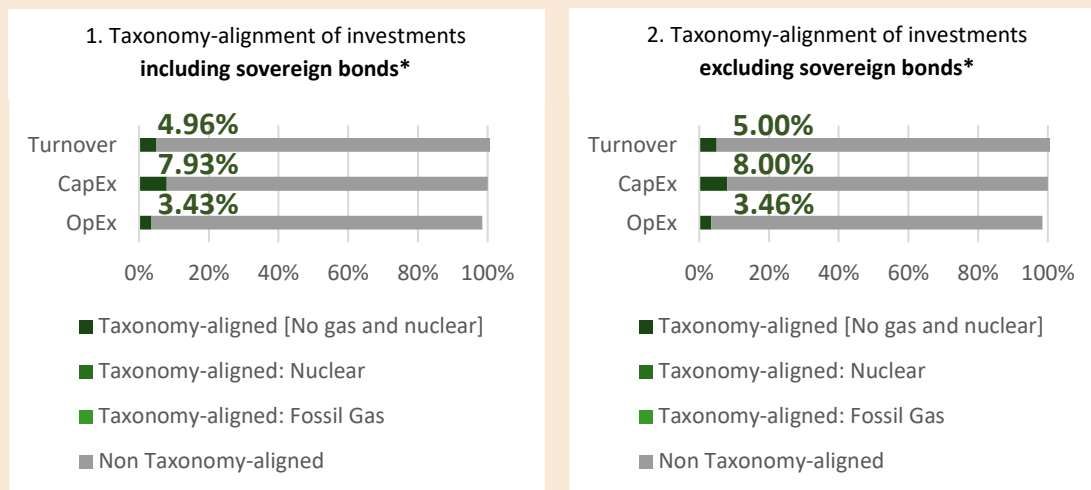 1. Taxonomy-alignment of investments
including sovereign bonds*
4.96%
Turnover
7.93%
CapEx
3.43%
OpEx
0% 20% 40% 60% 80% 100%
Taxonomy-aligned [No gas and nuclear]
Taxonomy-aligned: Nuclear
Taxonomy-aligned: Fossil Gas
Non Taxonomy-aligned
2. Taxonomy-alignment of investments
excluding sovereign bonds*
5.00%
Turnover
8.00%
CapEx
3.46%
OpEx
0% 20% 40% 60% 80% 100%
Taxonomy-aligned [No gas and nuclear]
Taxonomy-aligned: Nuclear
Taxonomy-aligned: Fossil Gas
Non Taxonomy-aligned